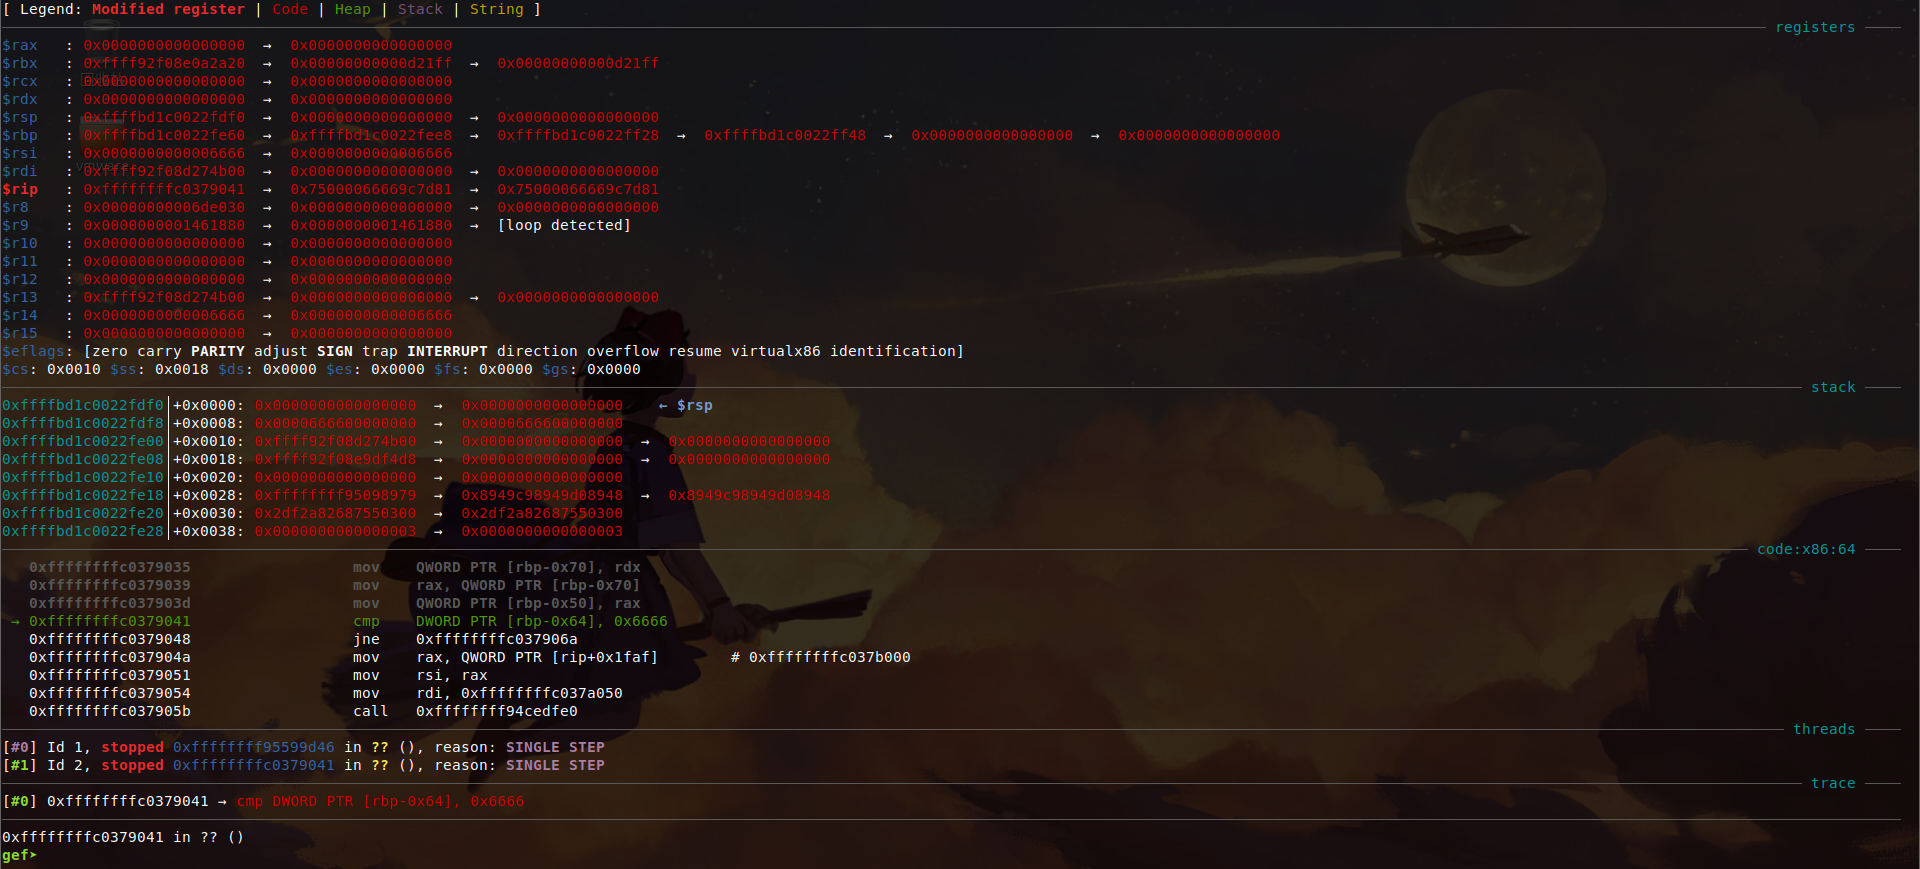 [ Legend: Modified register | Code | Heap | Stack | String ]
registers
$rax   : 0x0000000000000000  →  0x0000000000000000
$rbx   : 0xffff92f08e0a2a20  →  0x00000000000d21ff  →  0x00000000000d21ff
$rcx   : 0x0000000000000000  →  0x0000000000000000
$rdx   : 0x0000000000000000  →  0x0000000000000000
$rsp   : 0xffffbd1c0022fdf0  →  0x0000000000000000  →  0x0000000000000000
$rbp   : 0xffffbd1c0022fe60  →  0xffffbd1c0022fee8  →  0xffffbd1c0022ff28  →  0xffffbd1c0022ff48  →  0x0000000000000000  →  0x0000000000000000
$rsi   : 0x0000000000006666  →  0x0000000000006666
$rdi   : 0xffff92f08d274b00  →  0x0000000000000000  →  0x0000000000000000
$rip   : 0xffffffffc0379041  →  0x75000066669c7d81  →  0x75000066669c7d81
$r8    : 0x00000000006de030  →  0x0000000000000000  →  0x0000000000000000
$r9    : 0x0000000001461880  →  0x0000000001461880  →  [loop detected]
$r10   : 0x0000000000000000  →  0x0000000000000000
$r11   : 0x0000000000000000  →  0x0000000000000000
$r12   : 0x0000000000000000  →  0x0000000000000000
$r13   : 0xffff92f08d274b00  →  0x0000000000000000  →  0x0000000000000000
$r14   : 0x0000000000006666  →  0x0000000000006666
$r15   : 0x0000000000000000  →  0x0000000000000000
$eflags: [zero carry PARITY adjust SIGN trap INTERRUPT direction overflow resume virtualx86 identification]
$cs: 0x0010 $ss: 0x0018 $ds: 0x0000 $es: 0x0000 $fs: 0x0000 $gs: 0x0000
stack
0xffffbd1c0022fdf0│+0x0000: 0x0000000000000000  →  0x0000000000000000    ← $rsp
0xffffbd1c0022fdf8│+0x0008: 0x0000666600000000  →  0x0000666600000000
0xffffbd1c0022fe00│+0x0010: 0xffff92f08d274b00  →  0x0000000000000000  →  0x0000000000000000
0xffffbd1c0022fe08│+0x0018: 0xffff92f08e9df4d8  →  0x0000000000000000  →  0x0000000000000000
0xffffbd1c0022fe10│+0x0020: 0x0000000000000000  →  0x0000000000000000
0xffffbd1c0022fe18│+0x0028: 0xffffffff95098979  →  0x8949c98949d08948  →  0x8949c98949d08948
0xffffbd1c0022fe20│+0x0030: 0x2df2a82687550300  →  0x2df2a82687550300
0xffffbd1c0022fe28│+0x0038: 0x0000000000000003  →  0x0000000000000003
code:x86:64
0xffffffffc0379035                  mov    QWORD PTR [rbp-0x70], rdx
0xffffffffc0379039                  mov    rax, QWORD PTR [rbp-0x70]
0xffffffffc037903d                  mov    QWORD PTR [rbp-0x50], rax
→ 0xffffffffc0379041                  cmp    DWORD PTR [rbp-0x64], 0x6666
0xffffffffc0379048                  jne    0xffffffffc037906a
0xffffffffc037904a                  mov    rax, QWORD PTR [rip+0x1faf]        # 0xffffffffc037b000
0xffffffffc0379051                  mov    rsi, rax
0xffffffffc0379054                  mov    rdi, 0xffffffffc037a050
0xffffffffc037905b                  call   0xffffffff94cedfe0
threads
[#0] Id 1, stopped 0xffffffff95599d46 in ?? (), reason: SINGLE STEP
[#1] Id 2, stopped 0xffffffffc0379041 in ?? (), reason: SINGLE STEP
trace
[#0] 0xffffffffc0379041 → cmp DWORD PTR [rbp-0x64], 0x6666
0xffffffffc0379041 in ?? ()
gef➤